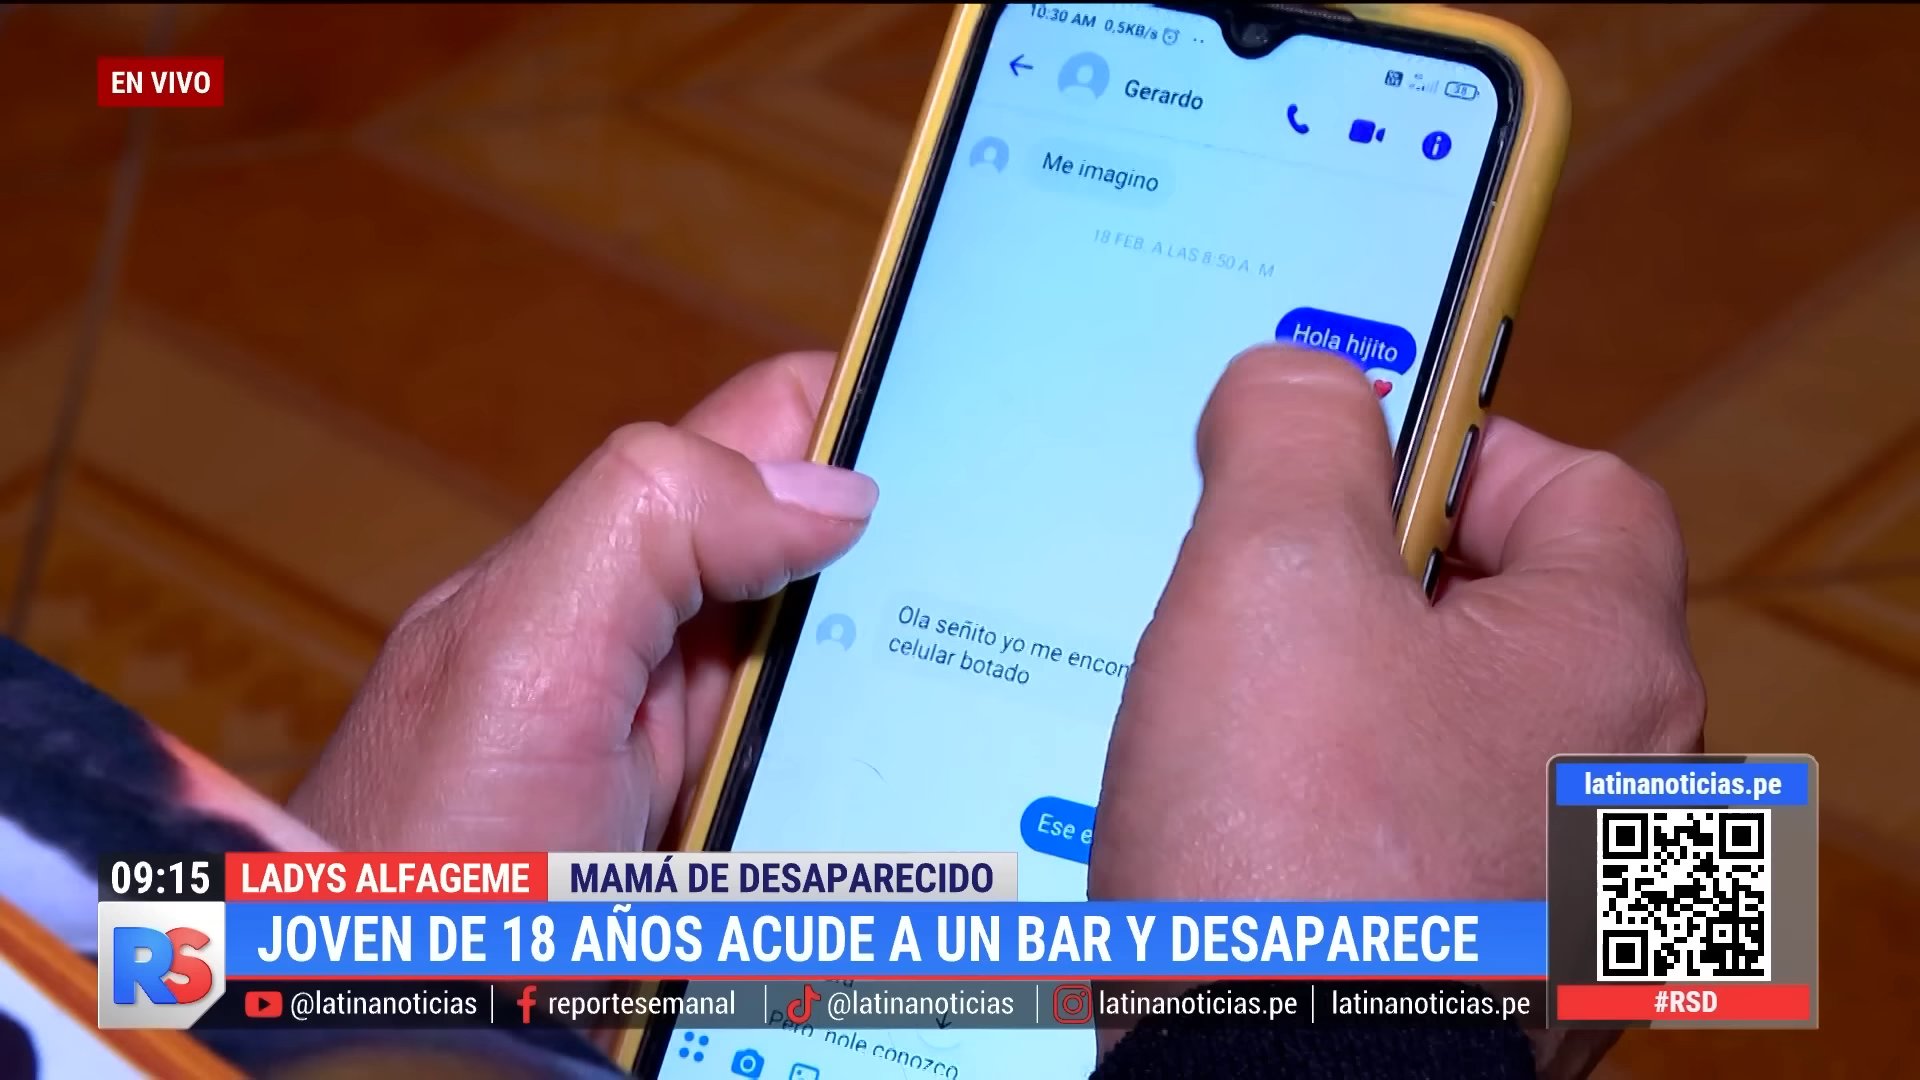 EN VIVO
10:30 AM 0,5KB/s
38
Gerardo
Me imagino
18 FEB. A LAS 8:50 A. M
Hola hijito
Ola señito yo me encon
celular botado
Ese e
09:15 LADYS ALFAGEME MAMÁ DE DESAPARECIDO
latinanoticias.pe
RS JOVEN DE 18 AÑOS ACUDE A UN BAR Y DESAPARECE
@latinanoticias reportesemanal @latinanoticias latinanoticias.pe latinanoticias.pe
#RSD
Pero nole conozco